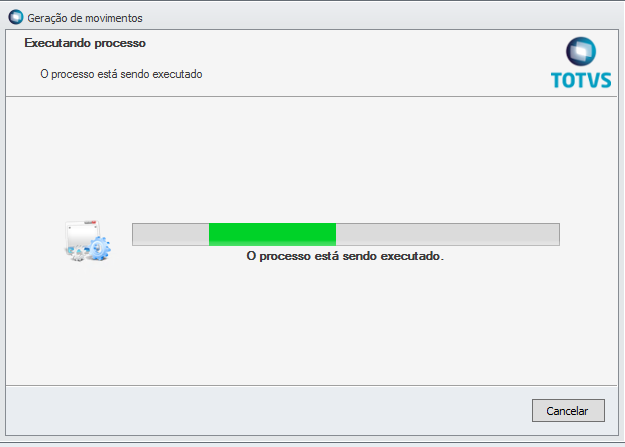 Geração de movimentos
Executando processo
O processo está sendo executado
TOTVS
O processo está sendo executado.
Cancelar